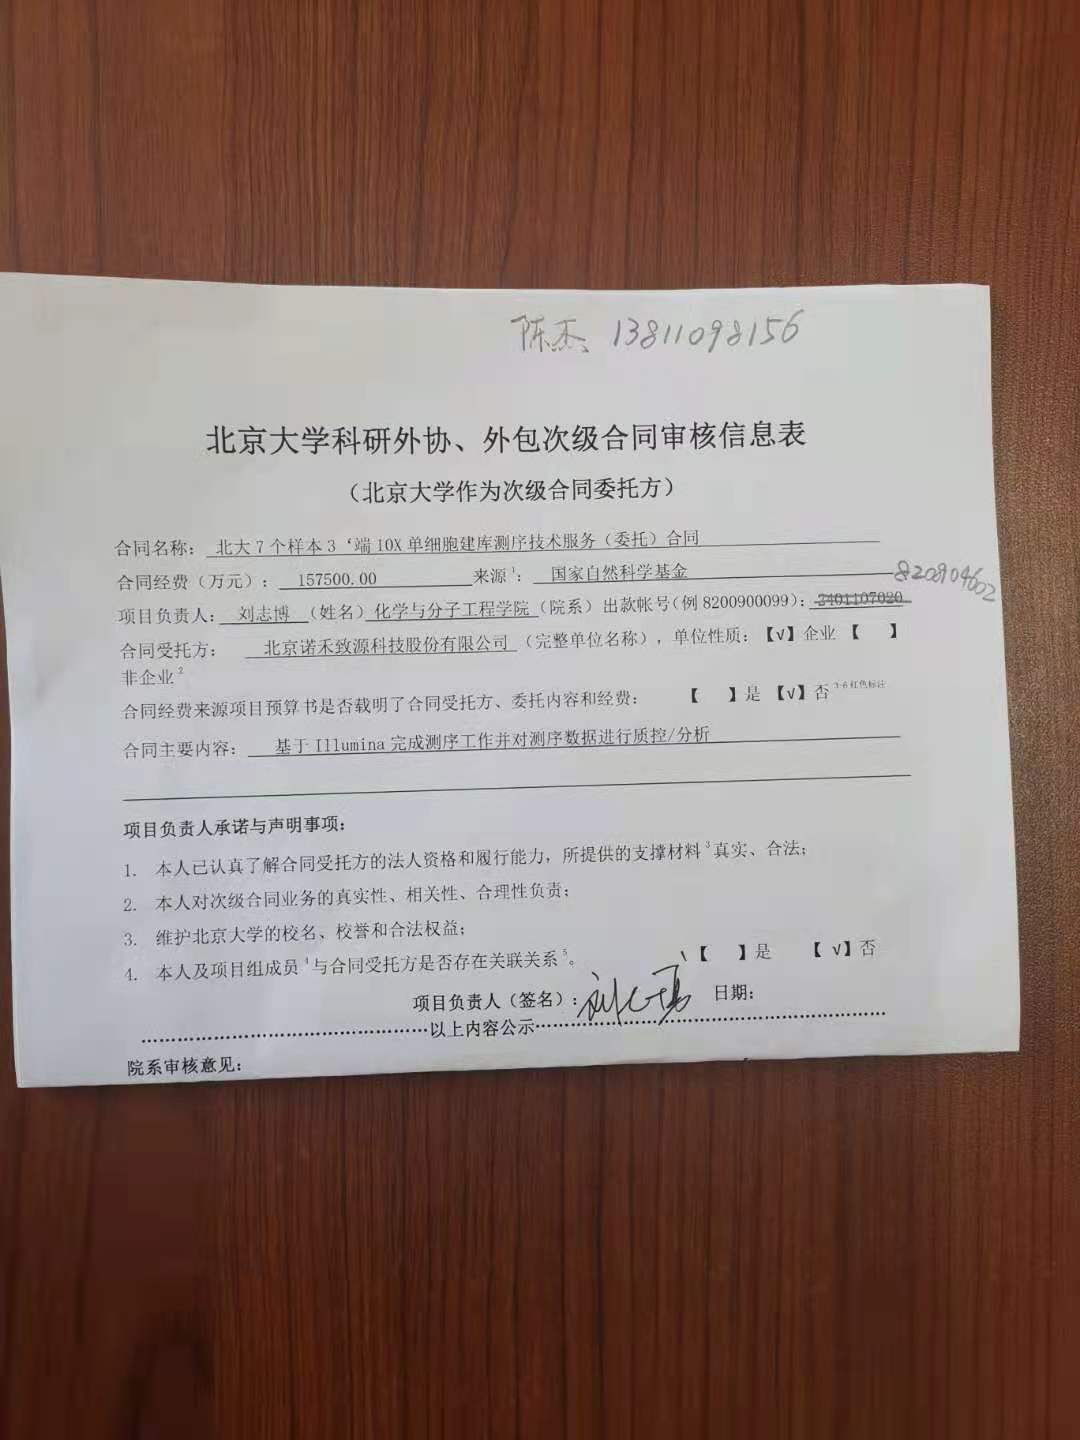 陈杰 13811098156
北京大学科研外协、外包次级合同审核信息表
（北京大学作为次级合同委托方）
合同名称： 北大7个样本3‘端10X单细胞建库测序技术服务（委托）合同
合同经费（万元）： 157500.00 来源1： 国家自然科学基金
8208904602
项目负责人： 刘志博 （姓名）化学与分子工程学院（院系）出款帐号（例8200900099）： 2401107020
合同受托方： 北京诺禾致源科技股份有限公司 （完整单位名称），单位性质：【√】企业 【 】
非企业2
合同经费来源项目预算书是否载明了合同受托方、委托内容和经费： 【 】是 【√】否 3-6红色标注
合同主要内容： 基于Illumina完成测序工作并对测序数据进行质控/分析
项目负责人承诺与声明事项：
1. 本人已认真了解合同受托方的法人资格和履行能力，所提供的支撑材料3真实、合法；
2. 本人对次级合同业务的真实性、相关性、合理性负责；
3. 维护北京大学的校名、校誉和合法权益；
4. 本人及项目组成员4与合同受托方是否存在关联关系5。 【 】是 【√】否
项目负责人（签名）： 日期：
以上内容公示
院系审核意见：